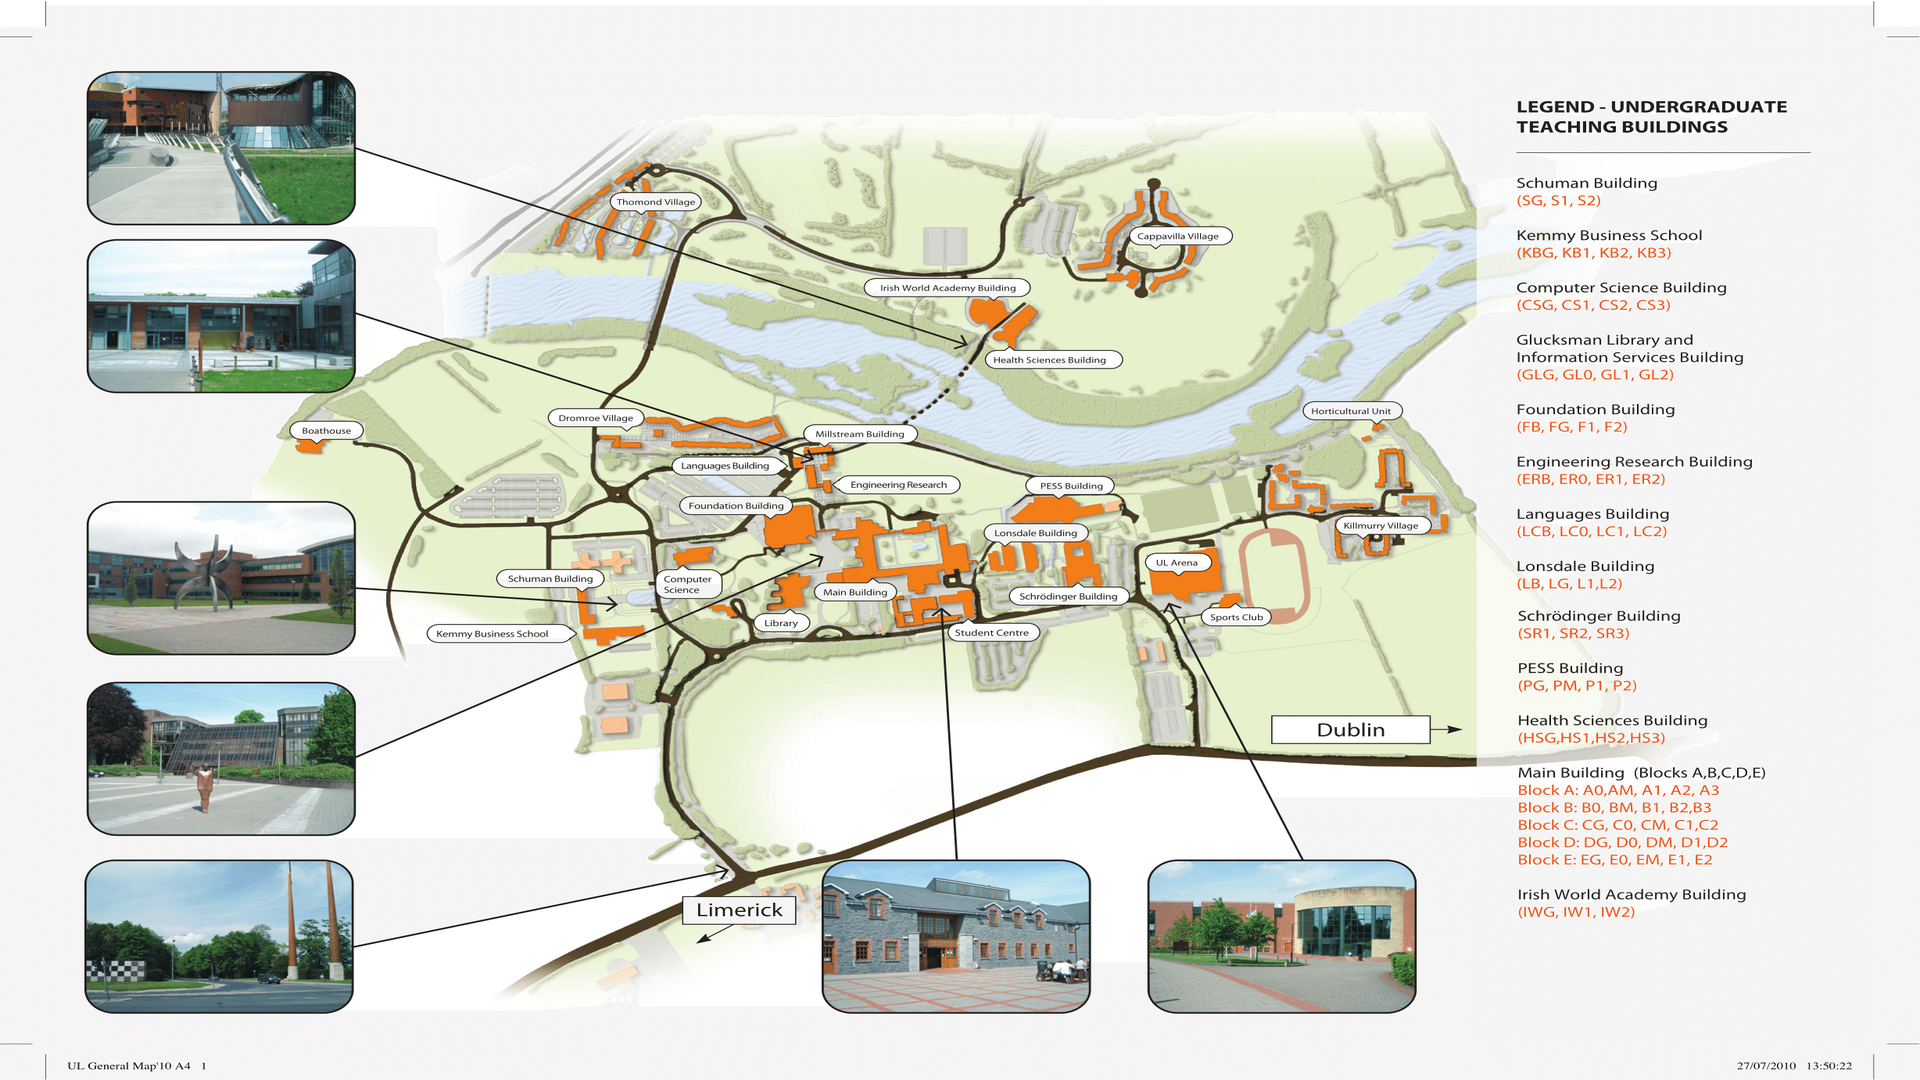 Thomond Village
Cappavilla Village
Irish World Academy Building
Health Sciences Building
Horticultural Unit
Dromroe Village
Boathouse
Millstream Building
Languages Building
Engineering Research
PESS Building
Foundation Building
Killmurry Village
Lonsdale Building
UL Arena
Schuman Building
Computer
Science
Main Building
Schrödinger Building
Sports Club
Library
Kemmy Business School
Student Centre
Dublin
Limerick
LEGEND - UNDERGRADUATE
TEACHING BUILDINGS
Schuman Building
(SG, S1, S2)
Kemmy Business School
(KBG, KB1, KB2, KB3)
Computer Science Building
(CSG, CS1, CS2, CS3)
Glucksman Library and
Information Services Building
(GLG, GL0, GL1, GL2)
Foundation Building
(FB, FG, F1, F2)
Engineering Research Building
(ERB, ER0, ER1, ER2)
Languages Building
(LCB, LC0, LC1, LC2)
Lonsdale Building
(LB, LG, L1,L2)
Schrödinger Building
(SR1, SR2, SR3)
PESS Building
(PG, PM, P1, P2)
Health Sciences Building
(HSG,HS1,HS2,HS3)
Main Building (Blocks A,B,C,D,E)
Block A: A0,AM, A1, A2, A3
Block B: B0, BM, B1, B2,B3
Block C: CG, C0, CM, C1,C2
Block D: DG, D0, DM, D1,D2
Block E: EG, E0, EM, E1, E2
Irish World Academy Building
(IWG, IW1, IW2)
UL General Map'10 A4 1
27/07/2010 13:50:22